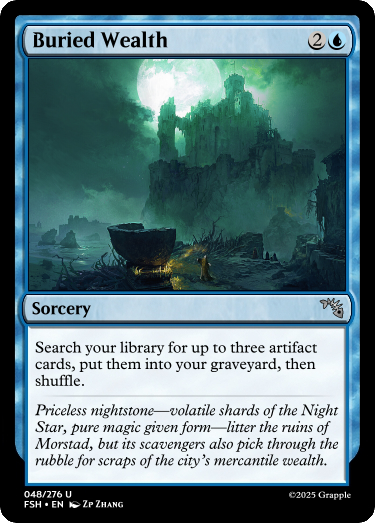 Buried Wealth 2
Sorcery
Search your library for up to three artifact
cards, put them into your graveyard, then
shuffle.
Priceless nightstone—volatile shards of the Night
Star, pure magic given form—litter the ruins of
Morstad, but its scavengers also pick through the
rubble for scraps of the city's mercantile wealth.
048/276 U
FSH • EN Zp Zhang
©2025 Grapple